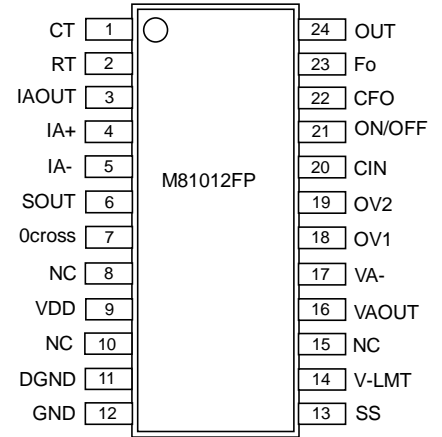 CT 1 24 OUT
RT 2 23 Fo
IAOUT 3 22 CFO
IA+ 4 21 ON/OFF
IA- 5 20 CIN
M81012FP
SOUT 6 19 OV2
0cross 7 18 OV1
NC 8 17 VA-
VDD 9 16 VAOUT
NC 10 15 NC
DGND 11 14 V-LMT
GND 12 13 SS